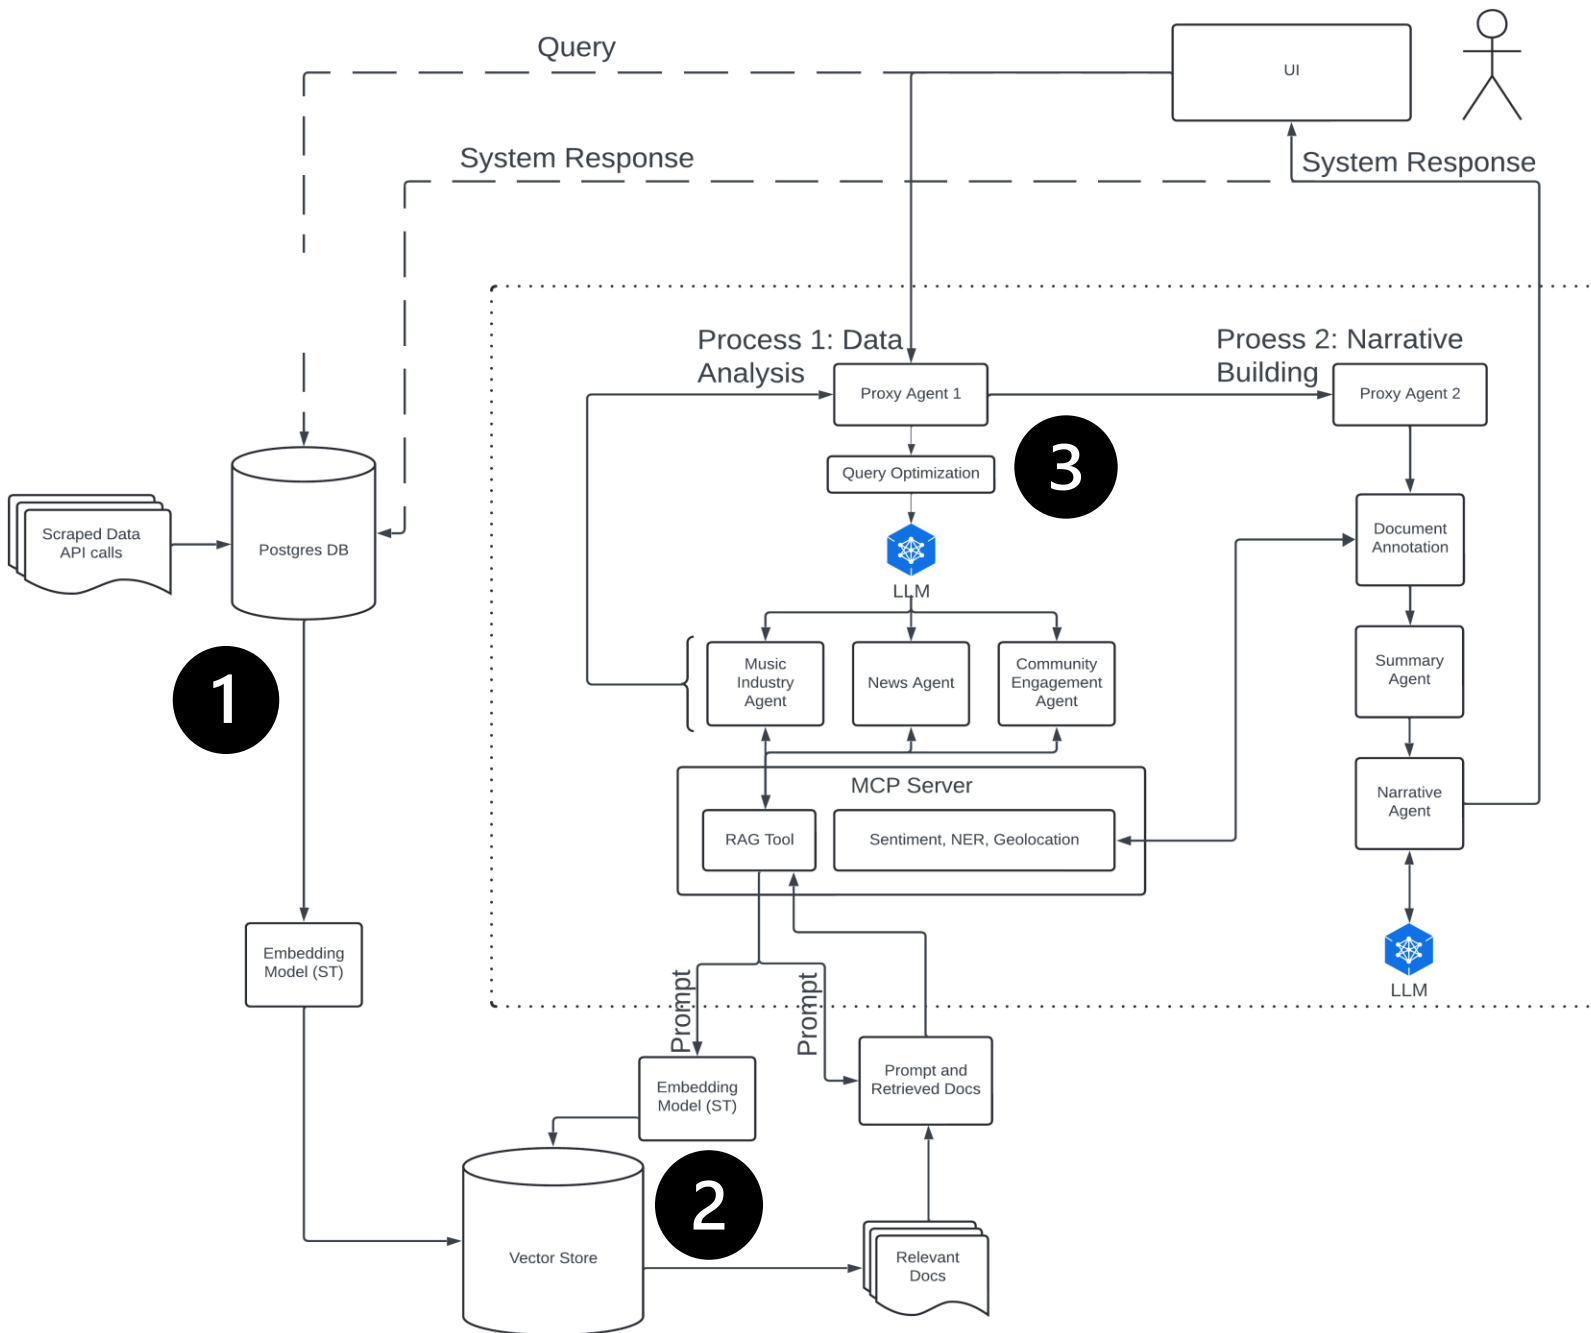 Query
UI
System Response
System Response
Process 1: Data
Analysis
Proess 2: Narrative
Building
Proxy Agent 1
Proxy Agent 2
3
Query Optimization
Scraped Data
API calls
Postgres DB
Document
Annotation
LLM
1
Music
Industry
Agent
News Agent
Community
Engagement
Agent
Summary
Agent
MCP Server
RAG Tool
Sentiment, NER, Geolocation
Narrative
Agent
Embedding
Model (ST)
LLM
Prompt
Prompt
Embedding
Model (ST)
Prompt and
Retrieved Docs
2
Vector Store
Relevant
Docs